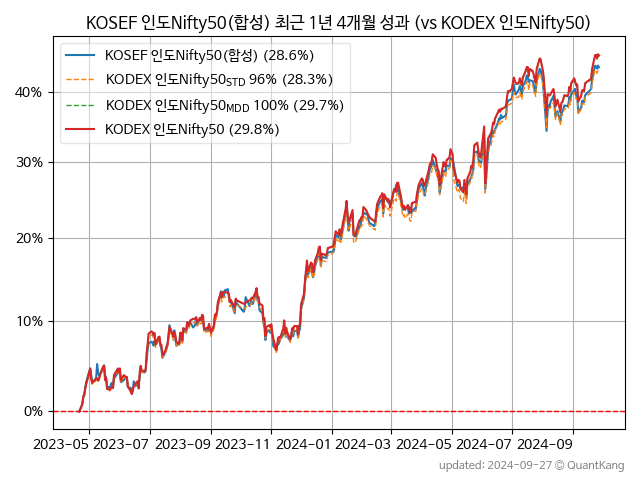 KOSEF 인도Nifty50(합성) 최근 1년 4개월 성과 (vs KODEX 인도Nifty50)
KOSEF 인도Nifty50(합성) (28.6%)
KODEX 인도Nifty50STD 96% (28.3%)
KODEX 인도Nifty50MDD 100% (29.7%)
KODEX 인도Nifty50 (29.8%)
40%
30%
20%
10%
0%
2023-05 2023-07 2023-09 2023-11 2024-01 2024-03 2024-05 2024-07 2024-09
updated: 2024-09-27 © QuantKang